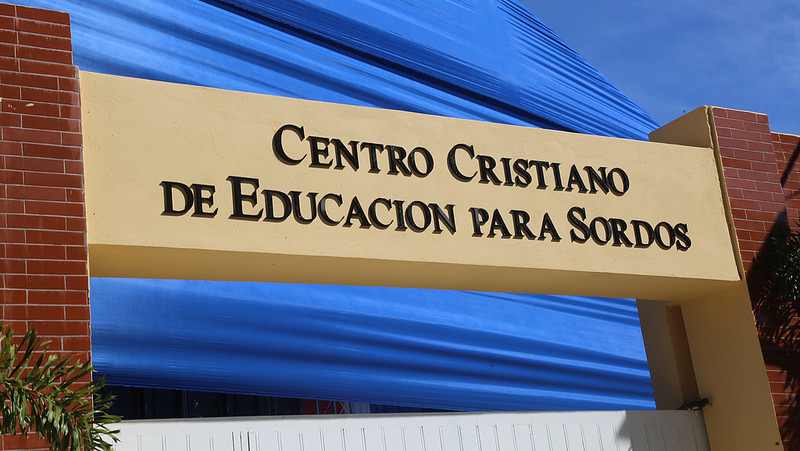 CENTRO CRISTIANO
DE EDUCACION PARA SORDOS